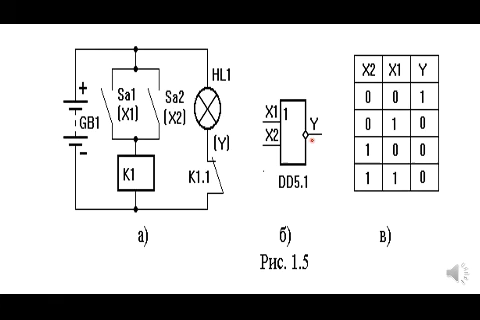 HL1
+
Sa1
(X1)
Sa2
(X2)
GB1
-
(Y)
K1
K1.1
X1
X2
1
Y
DD5.1
X2 X1 Y
0 0 1
0 1 0
1 0 0
1 1 0
а) б) в)
Рис. 1.5